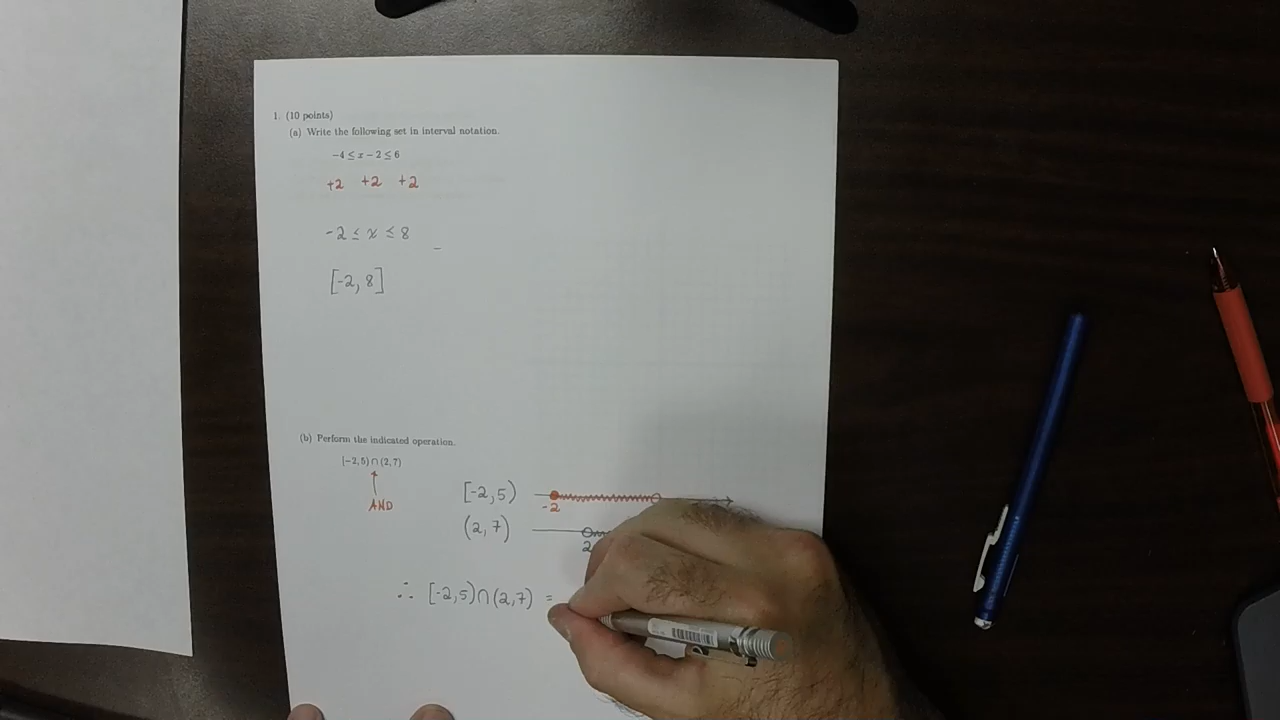 1. (10 points)
(a) Write the following set in interval notation.
−4 ≤ x − 2 ≤ 6
+2 +2 +2
-2 ≤ x ≤ 8
[-2, 8]
(b) Perform the indicated operation.
[−2, 5) ∩ (2, 7)
AND
[-2, 5)
-2
(2, 7)
2
∴ [-2,5)∩(2,7) =